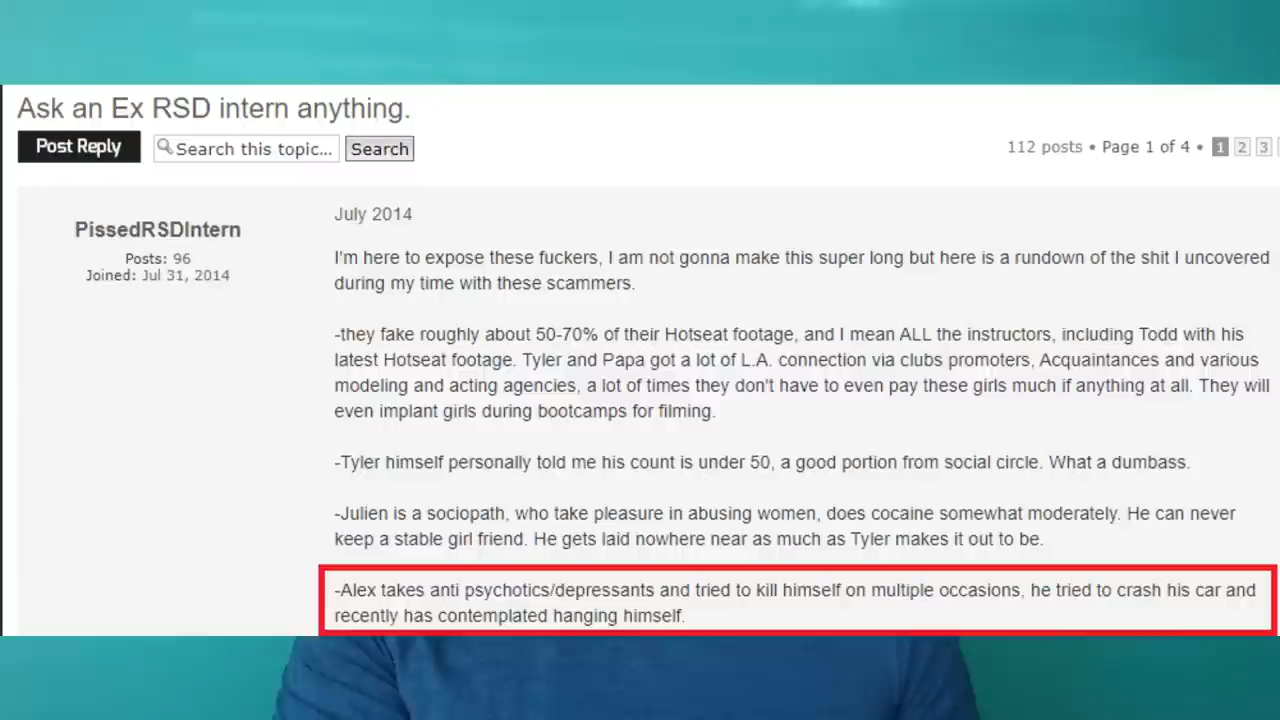 Ask an Ex RSD intern anything.
Post Reply
Search this topic...
Search
112 posts • Page 1 of 4 • 1 2 3
PissedRSDIntern
Posts: 96
Joined: Jul 31, 2014
July 2014
I'm here to expose these fuckers, I am not gonna make this super long but here is a rundown of the shit I uncovered
during my time with these scammers.
-they fake roughly about 50-70% of their Hotseat footage, and I mean ALL the instructors, including Todd with his
latest Hotseat footage. Tyler and Papa got a lot of L.A. connection via clubs promoters, Acquaintances and various
modeling and acting agencies, a lot of times they don't have to even pay these girls much if anything at all. They will
even implant girls during bootcamps for filming.
-Tyler himself personally told me his count is under 50, a good portion from social circle. What a dumbass.
-Julien is a sociopath, who take pleasure in abusing women, does cocaine somewhat moderately. He can never
keep a stable girl friend. He gets laid nowhere near as much as Tyler makes it out to be.
-Alex takes anti psychotics/depressants and tried to kill himself on multiple occasions, he tried to crash his car and
recently has contemplated hanging himself.